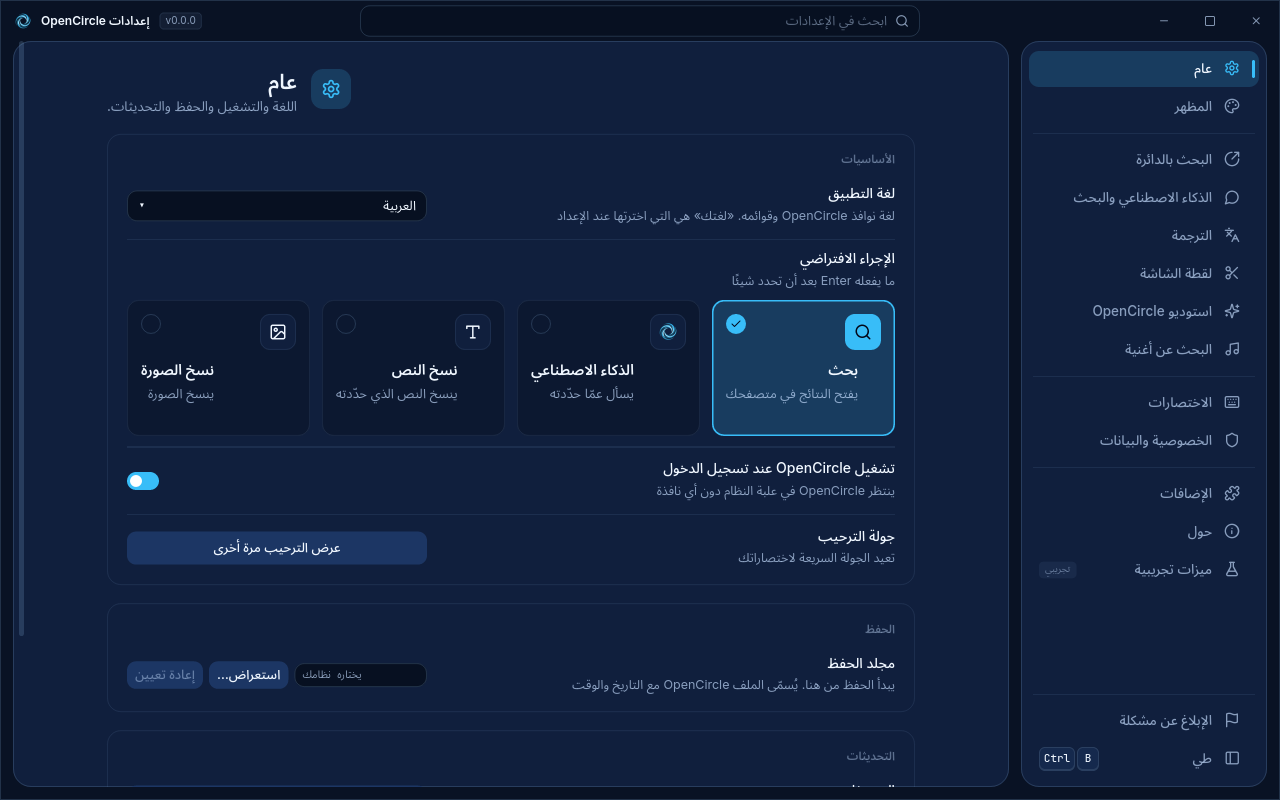 إعدادات OpenCircle
v0.0.0
ابحث في الإعدادات
عام
المظهر
البحث بالدائرة
الذكاء الاصطناعي والبحث
الترجمة
لقطة الشاشة
استوديو OpenCircle
البحث عن أغنية
الاختصارات
الخصوصية والبيانات
الإضافات
حول
ميزات تجريبية
تجريبي
الإبلاغ عن مشكلة
طي
Ctrl B
عام
اللغة والتشغيل والحفظ والتحديثات.
الأساسيات
لغة التطبيق
لغة نوافذ OpenCircle وقوائمه. «لغتك» هي التي اخترتها عند الإعداد
العربية
الإجراء الافتراضي
ما يفعله Enter بعد أن تحدد شيئًا
بحث
يفتح النتائج في متصفحك
الذكاء الاصطناعي
يسأل عمّا حدّدته
نسخ النص
ينسخ النص الذي حدّدته
نسخ الصورة
ينسخ الصورة
تشغيل OpenCircle عند تسجيل الدخول
ينتظر OpenCircle في علبة النظام دون أي نافذة
جولة الترحيب
تعيد الجولة السريعة لاختصاراتك
عرض الترحيب مرة أخرى
الحفظ
مجلد الحفظ
يبدأ الحفظ من هنا. يُسمّى الملف OpenCircle مع التاريخ والوقت
يختاره نظامك
استعراض...
إعادة تعيين
التحديثات